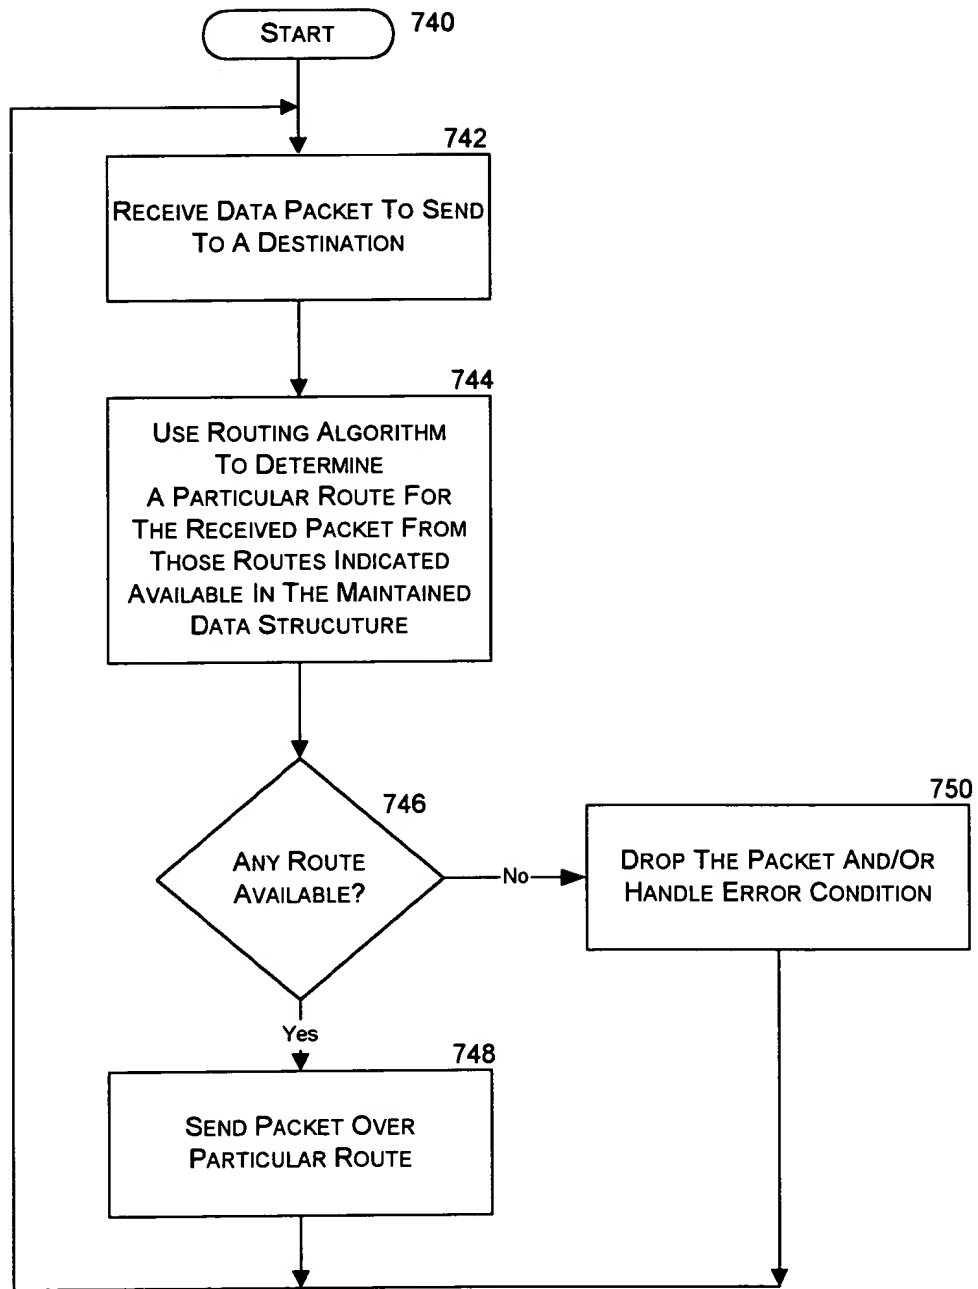 START
740
742
RECEIVE DATA PACKET TO SEND
TO A DESTINATION
744
USE ROUTING ALGORITHM
TO DETERMINE
A PARTICULAR ROUTE FOR
THE RECEIVED PACKET FROM
THOSE ROUTES INDICATED
AVAILABLE IN THE MAINTAINED
DATA STRUCUTURE
746
ANY ROUTE
AVAILABLE?
No
750
DROP THE PACKET AND/OR
HANDLE ERROR CONDITION
Yes
748
SEND PACKET OVER
PARTICULAR ROUTE